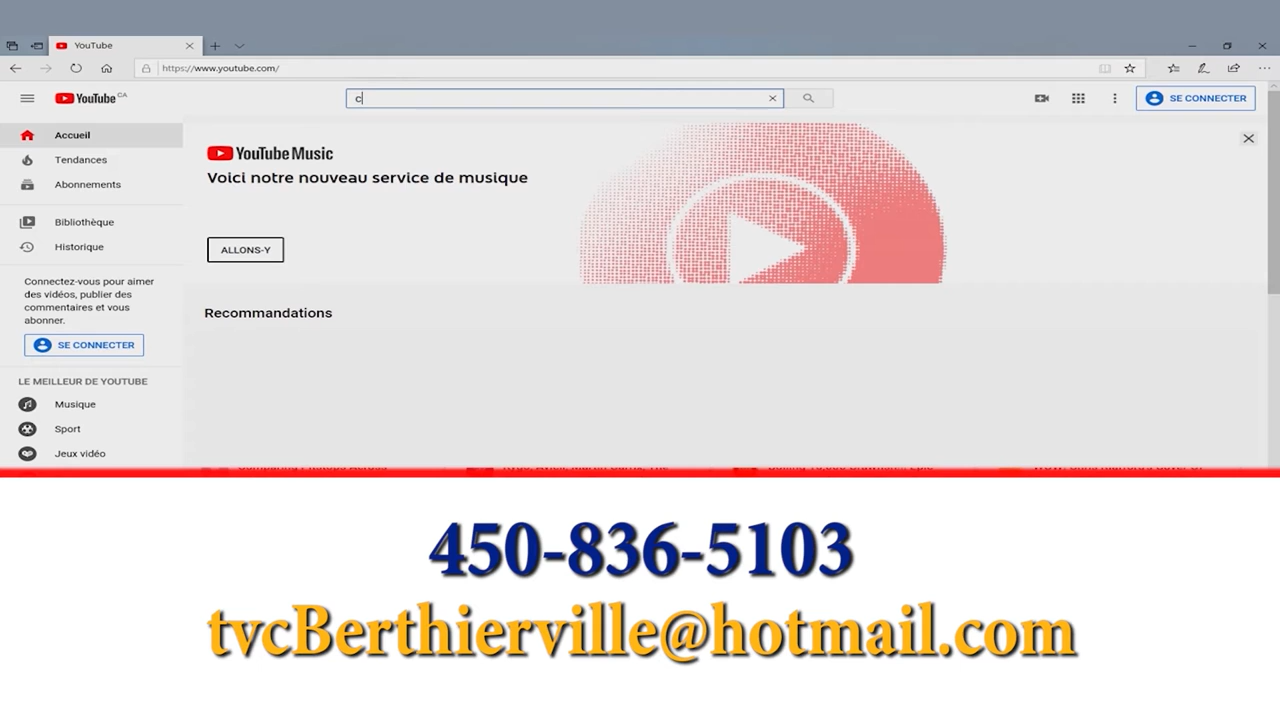 YouTube
https://www.youtube.com/
YouTube CA
c
SE CONNECTER
Accueil
Tendances
Abonnements
Bibliothèque
Historique
Connectez-vous pour aimer
des vidéos, publier des
commentaires et vous
abonner.
SE CONNECTER
LE MEILLEUR DE YOUTUBE
Musique
Sport
Jeux vidéo
YouTube Music
Voici notre nouveau service de musique
ALLONS-Y
Recommandations
450-836-5103
tvcBerthierville@hotmail.com